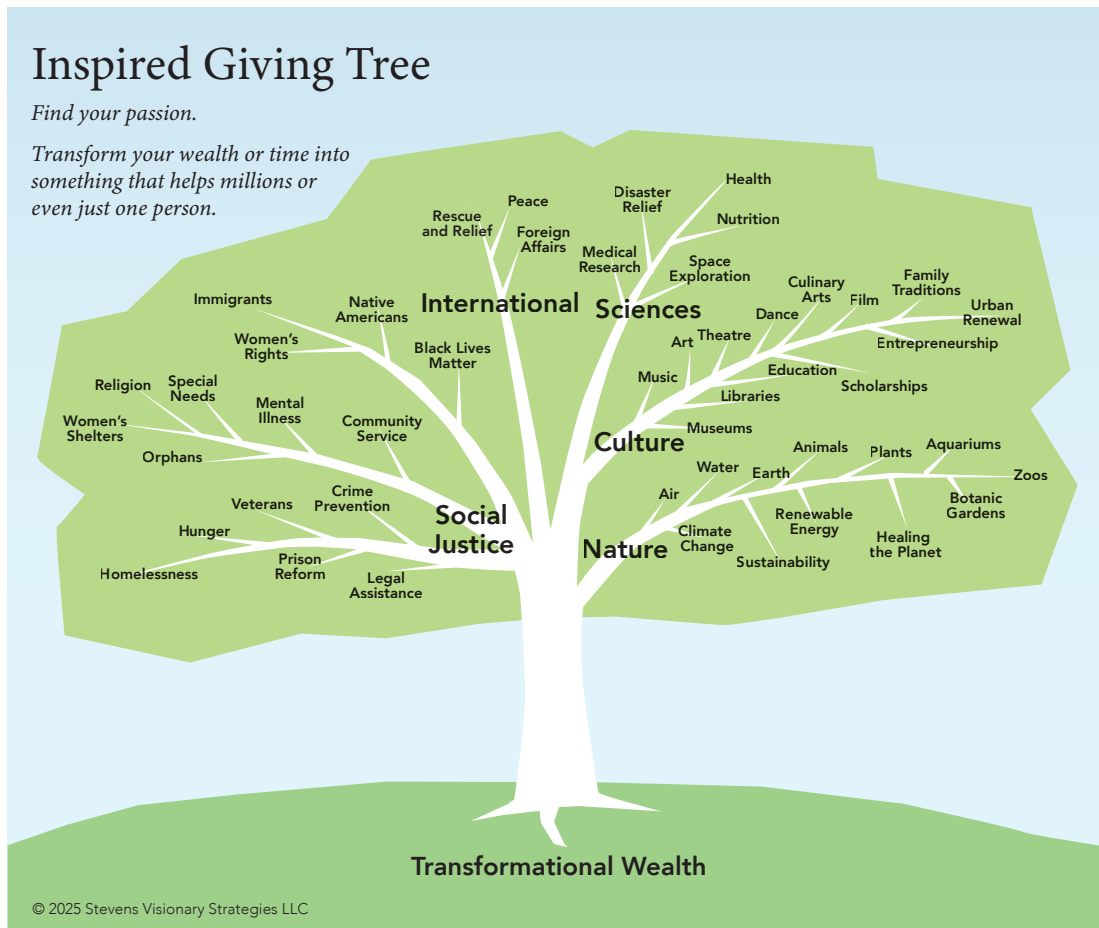 Inspired Giving Tree
Find your passion.
Transform your wealth or time into
something that helps millions or
even just one person.
International
Rescue
and Relief
Peace
Foreign
Affairs
Sciences
Medical
Research
Disaster
Relief
Health
Nutrition
Space
Exploration
Social
Justice
Immigrants
Native
Americans
Women's
Rights
Black Lives
Matter
Religion
Special
Needs
Mental
Illness
Community
Service
Women's
Shelters
Orphans
Veterans
Crime
Prevention
Hunger
Homelessness
Prison
Reform
Legal
Assistance
Culture
Music
Art
Theatre
Dance
Culinary
Arts
Film
Family
Traditions
Urban
Renewal
Entrepreneurship
Education
Scholarships
Libraries
Museums
Nature
Air
Water
Earth
Animals
Plants
Aquariums
Zoos
Botanic
Gardens
Healing
the Planet
Renewable
Energy
Sustainability
Climate
Change
Transformational Wealth
© 2025 Stevens Visionary Strategies LLC